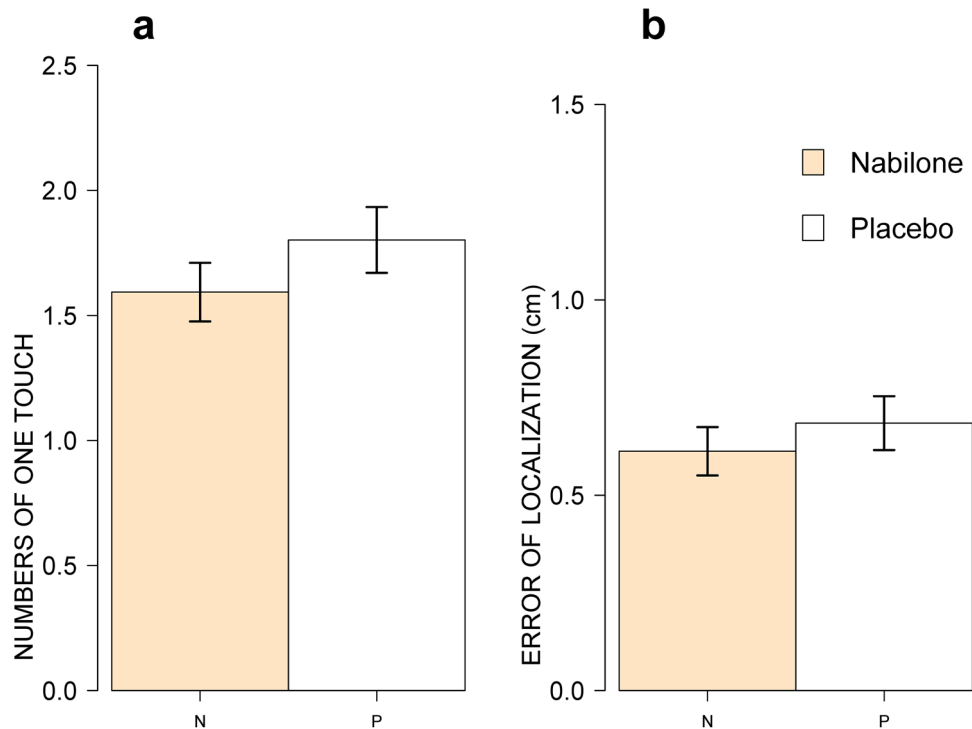 a
NUMBERS OF ONE TOUCH
2.5
2.0
1.5
1.0
0.5
0.0
N P
b
ERROR OF LOCALIZATION (cm)
1.5
1.0
0.5
0.0
N P
Nabilone
Placebo